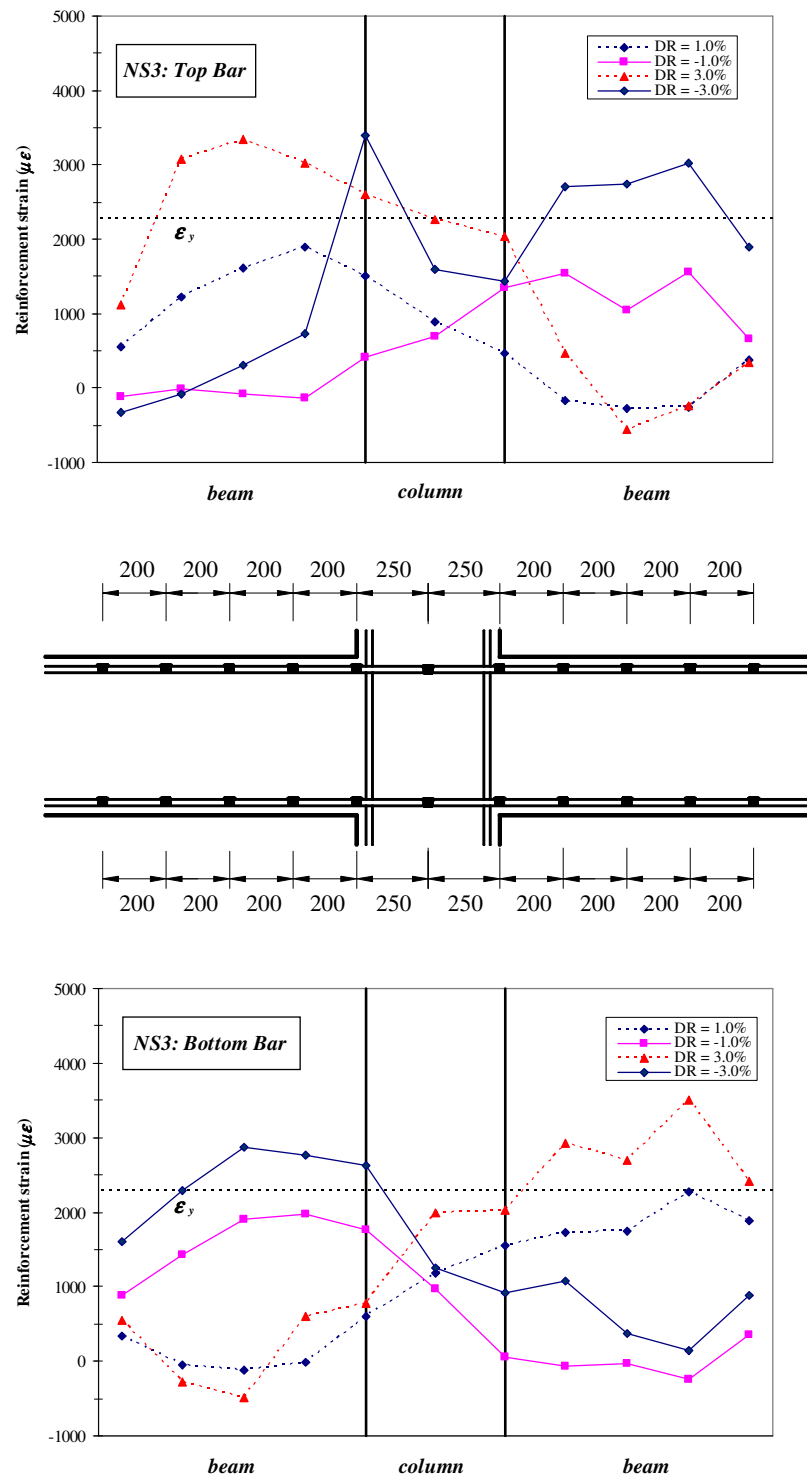 NS3: Top Bar
DR = 1.0%
DR = -1.0%
DR = 3.0%
DR = -3.0%
Reinforcement strain (με)
5000
4000
3000
2000
1000
0
-1000
ε y
beam column beam
200 200 200 200 250 250 200 200 200 200
200 200 200 200 250 250 200 200 200 200
NS3: Bottom Bar
DR = 1.0%
DR = -1.0%
DR = 3.0%
DR = -3.0%
Reinforcement strain (με)
5000
4000
3000
2000
1000
0
-1000
ε y
beam column beam